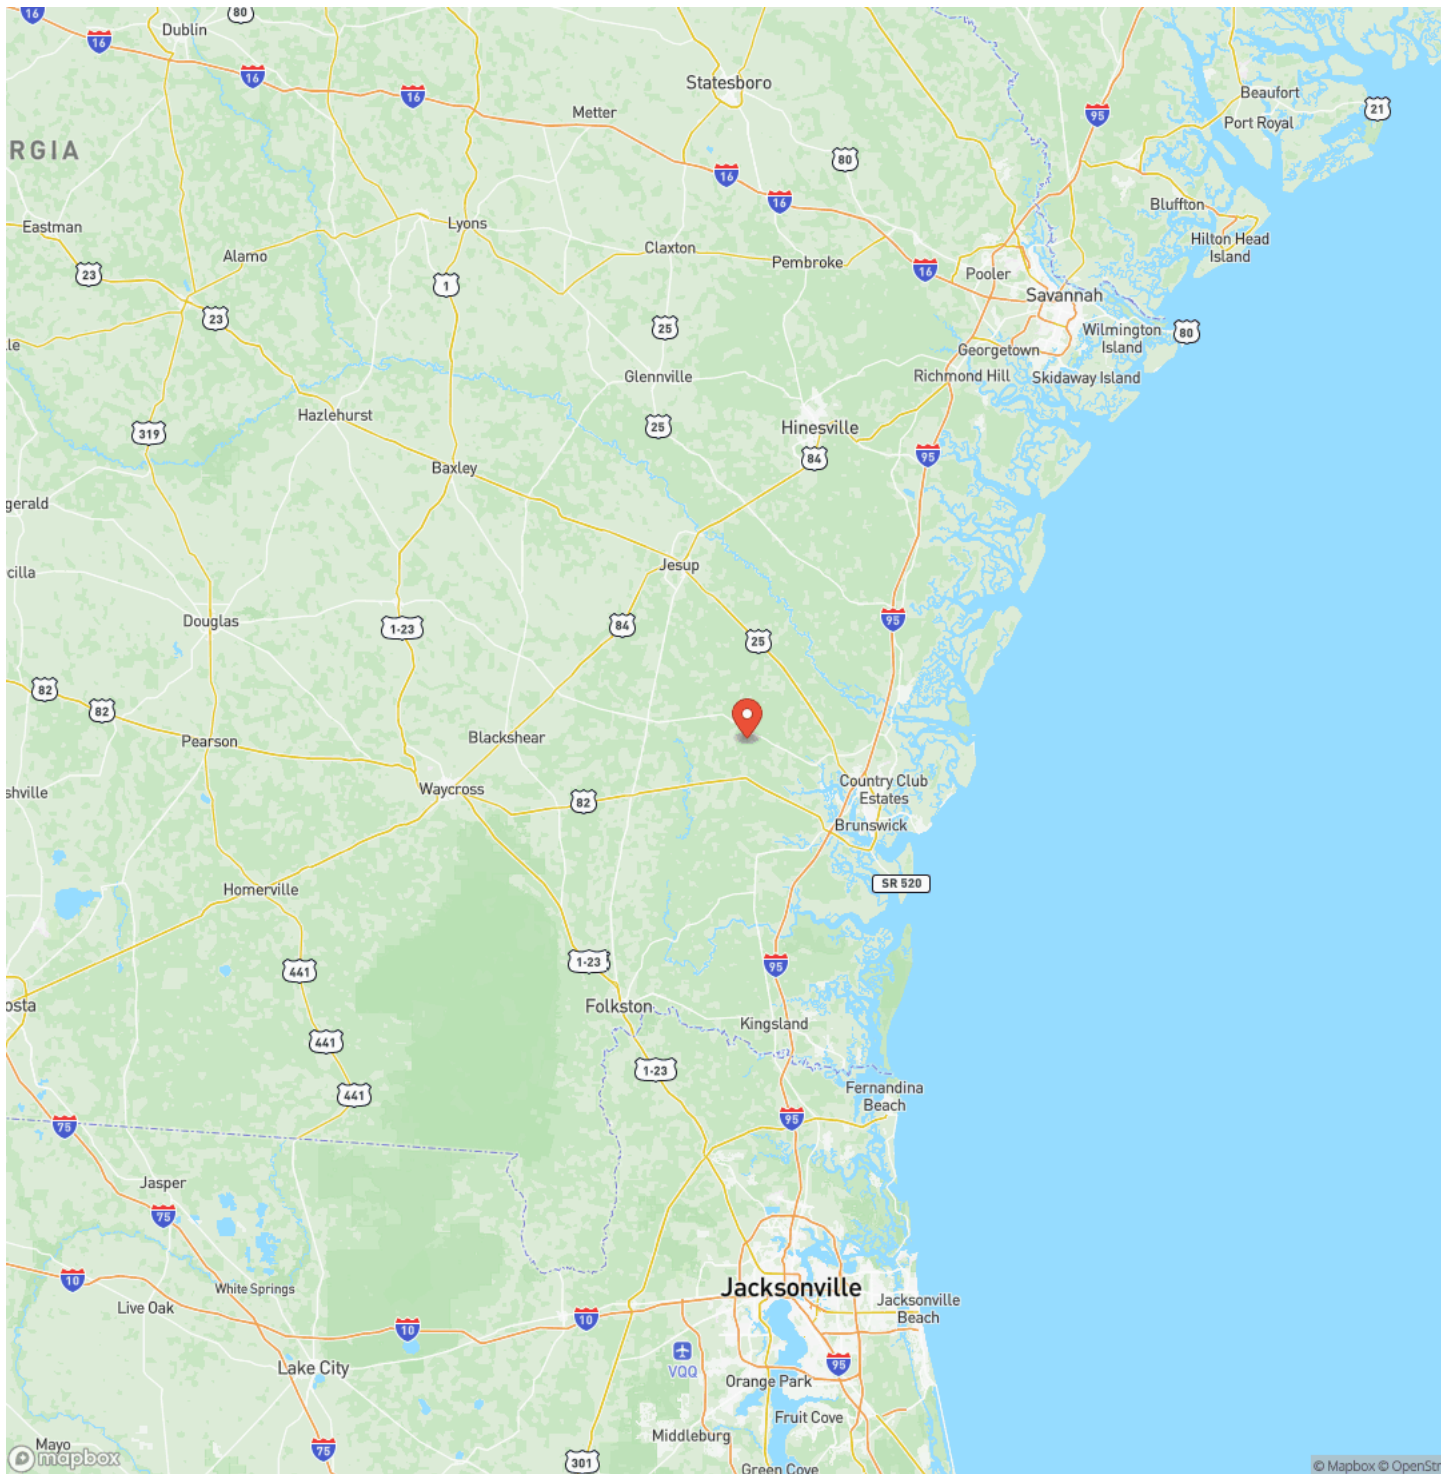 16
80
Dublin
16
16
16
Statesboro
Metter
95
Beaufort
21
Port Royal
RGIA
80
16
16
Bluffton
Eastman
Lyons
Hilton Head
Island
Alamo
Claxton
Pembroke
16
Pooler
23
1
Savannah
23
25
Wilmington
Island
80
le
Georgetown
Glennville
Richmond Hill
Skidaway Island
Hazlehurst
25
Hinesville
319
84
95
Baxley
gerald
Jesup
cilla
Douglas
1-23
84
25
95
82
82
Pearson
Blackshear
Waycross
82
Country Club
Estates
shville
Brunswick
Homerville
SR 520
441
1-23
95
osta
Folkston
Kingsland
441
1-23
441
Fernandina
Beach
75
95
Jasper
75
10
White Springs
Jacksonville
Live Oak
Jacksonville
Beach
10
10
VQQ
95
Lake City
Orange Park
Fruit Cove
Middleburg
Mayo
75
301
Green Cove
mapbox
© Mapbox © OpenStr